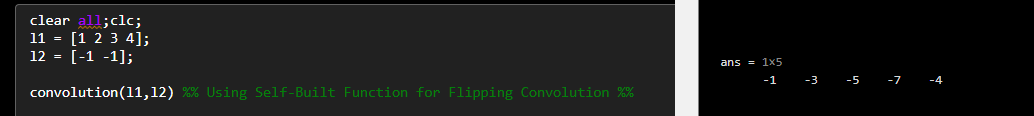 clear all;clc;
l1 = [1 2 3 4];
l2 = [-1 -1];
convolution(l1,l2) %% Using Self-Built Function for Flipping Convolution %%
ans = 1×5
-1 -3 -5 -7 -4